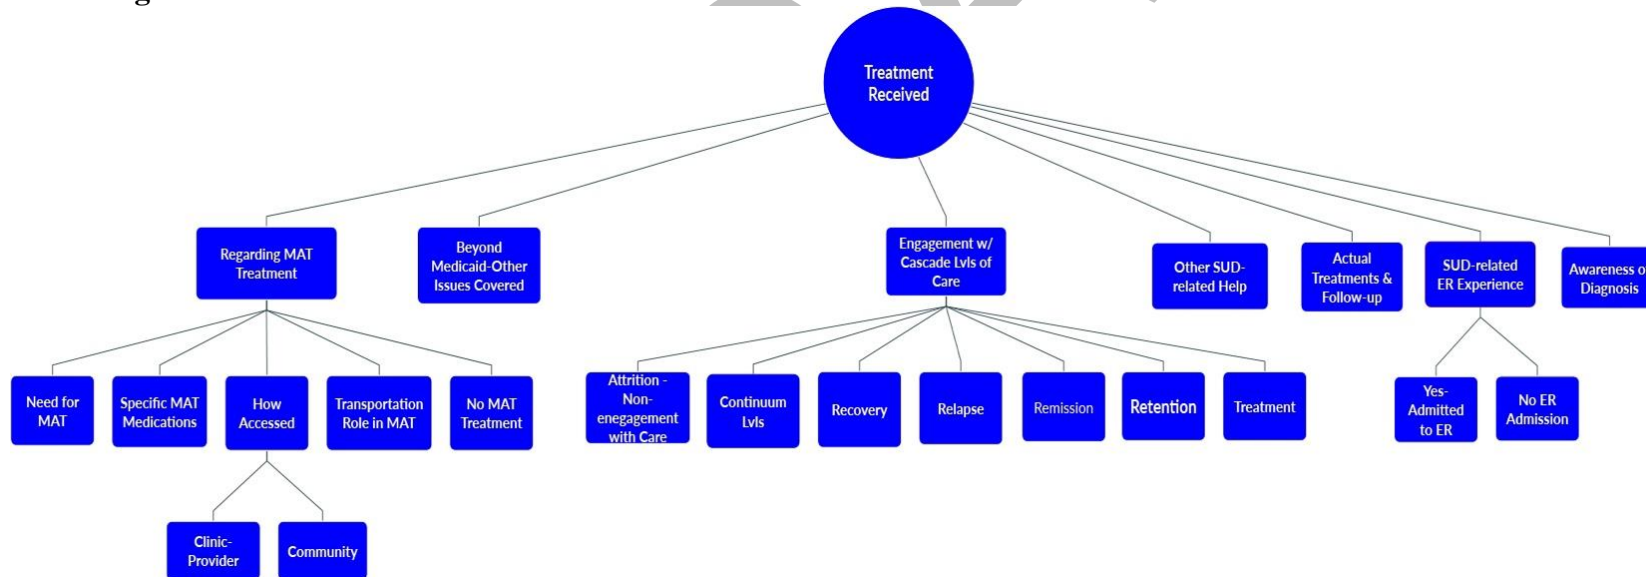 Treatment
Received
Regarding MAT
Treatment
Beyond
Medicaid-Other
Issues Covered
Engagement w/
Cascade Lvls of
Care
Other SUD-
related Help
Actual
Treatments &
Follow-up
SUD-related
ER Experience
Awareness o
Diagnosis
Need for
MAT
Specific MAT
Medications
How
Accessed
Transportation
Role in MAT
No MAT
Treatment
Attrition -
Non-
enegagement
with Care
Continuum
Lvls
Recovery
Relapse
Remission
Retention
Treatment
Yes-
Admitted
to ER
No ER
Admission
Clinic-
Provider
Community